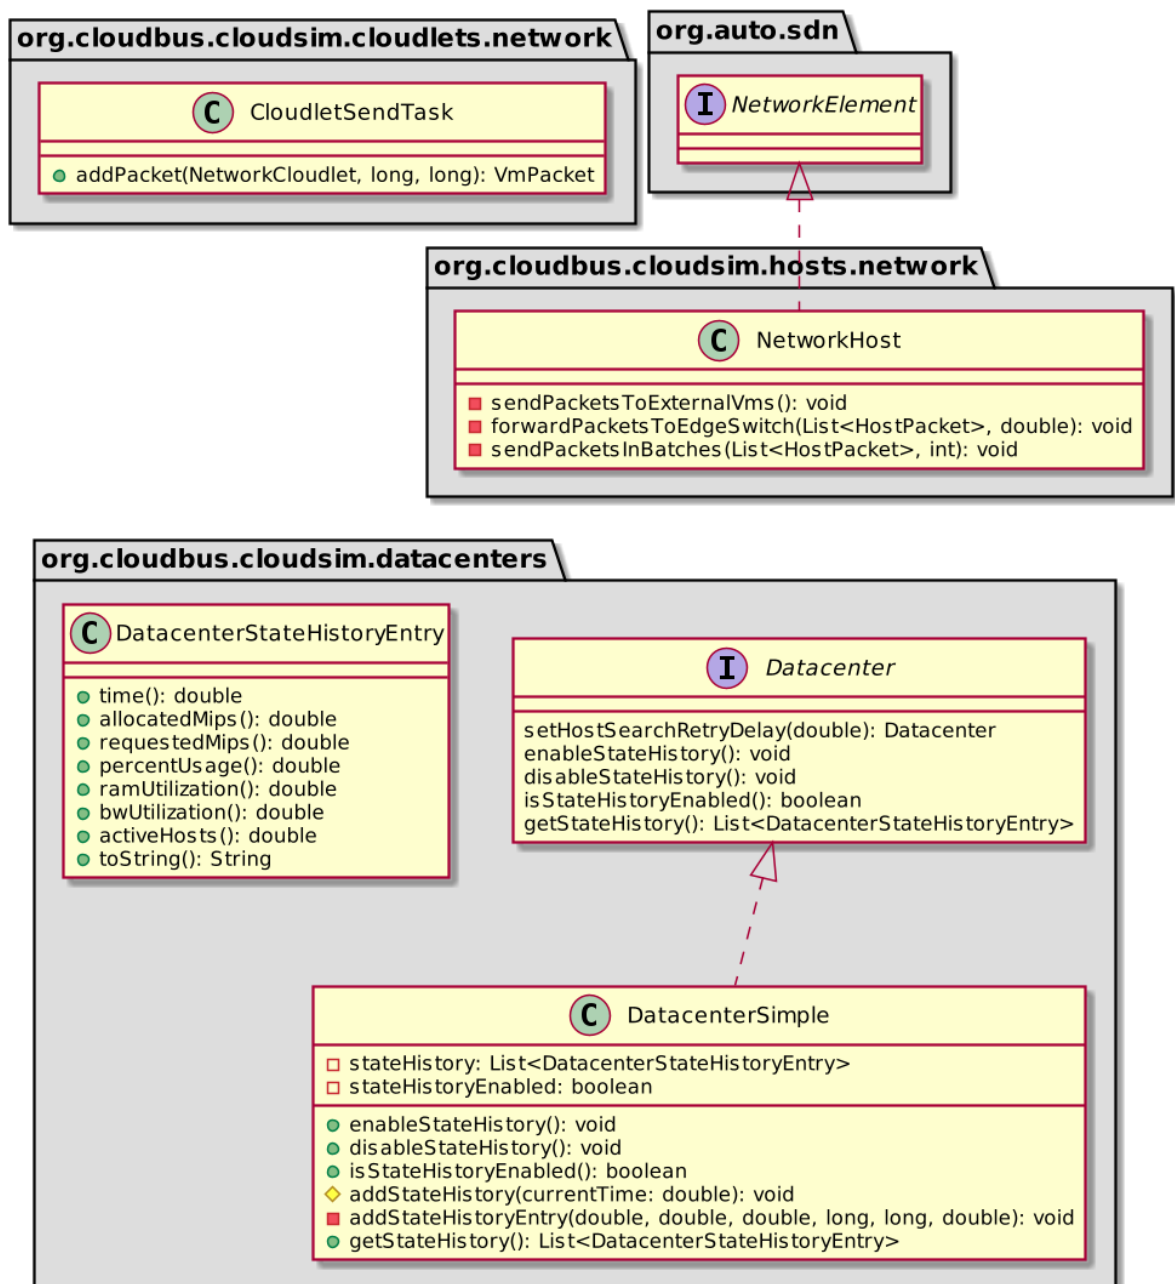 org.cloudbus.cloudsim.cloudlets.network
C CloudletSendTask
addPacket(NetworkCloudlet, long, long): VmPacket
org.auto.sdn
I NetworkElement
org.cloudbus.cloudsim.hosts.network
C NetworkHost
sendPacketsToExternalVms(): void
forwardPacketsToEdgeSwitch(List<HostPacket>, double): void
sendPacketsInBatches(List<HostPacket>, int): void
org.cloudbus.cloudsim.datacenters
C DatacenterStateHistoryEntry
time(): double
allocatedMips(): double
requestedMips(): double
percentUsage(): double
ramUtilization(): double
bwUtilization(): double
activeHosts(): double
toString(): String
I Datacenter
setHostSearchRetryDelay(double): Datacenter
enableStateHistory(): void
disableStateHistory(): void
isStateHistoryEnabled(): boolean
getStateHistory(): List<DatacenterStateHistoryEntry>
C DatacenterSimple
stateHistory: List<DatacenterStateHistoryEntry>
stateHistoryEnabled: boolean
enableStateHistory(): void
disableStateHistory(): void
isStateHistoryEnabled(): boolean
addStateHistory(currentTime: double): void
addStateHistoryEntry(double, double, double, long, long, double): void
getStateHistory(): List<DatacenterStateHistoryEntry>